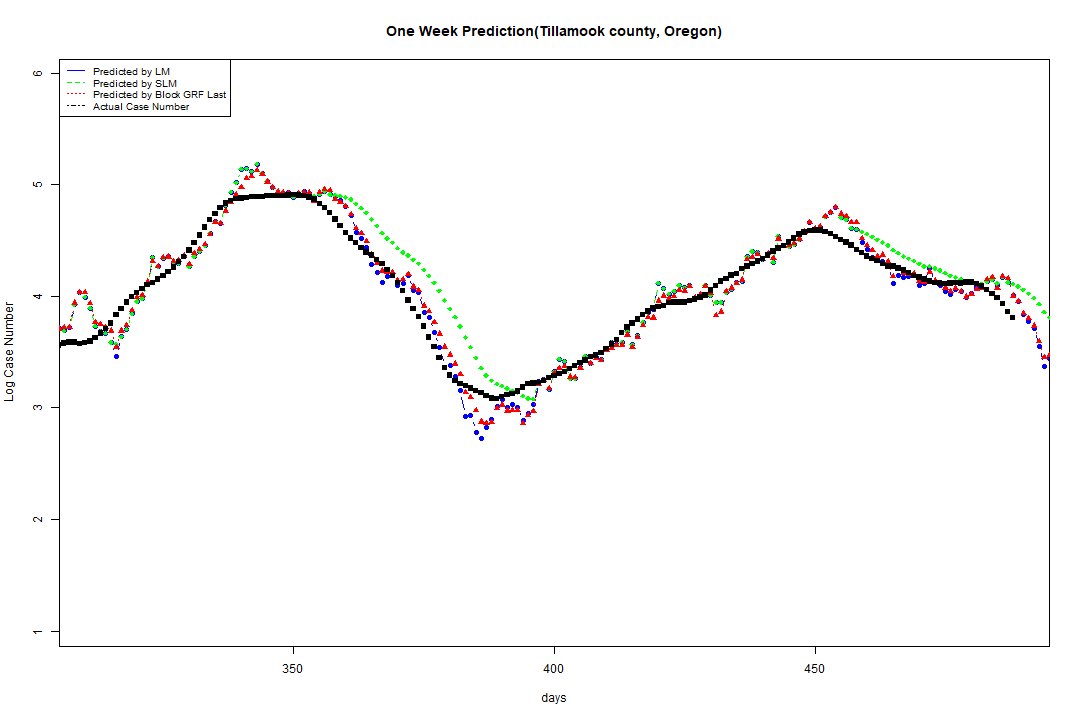 One Week Prediction(Tillamook county, Oregon)
Predicted by LM
Predicted by SLM
Predicted by Block GRF Last
Actual Case Number
6
5
4
3
2
1
Log Case Number
350
400
450
days